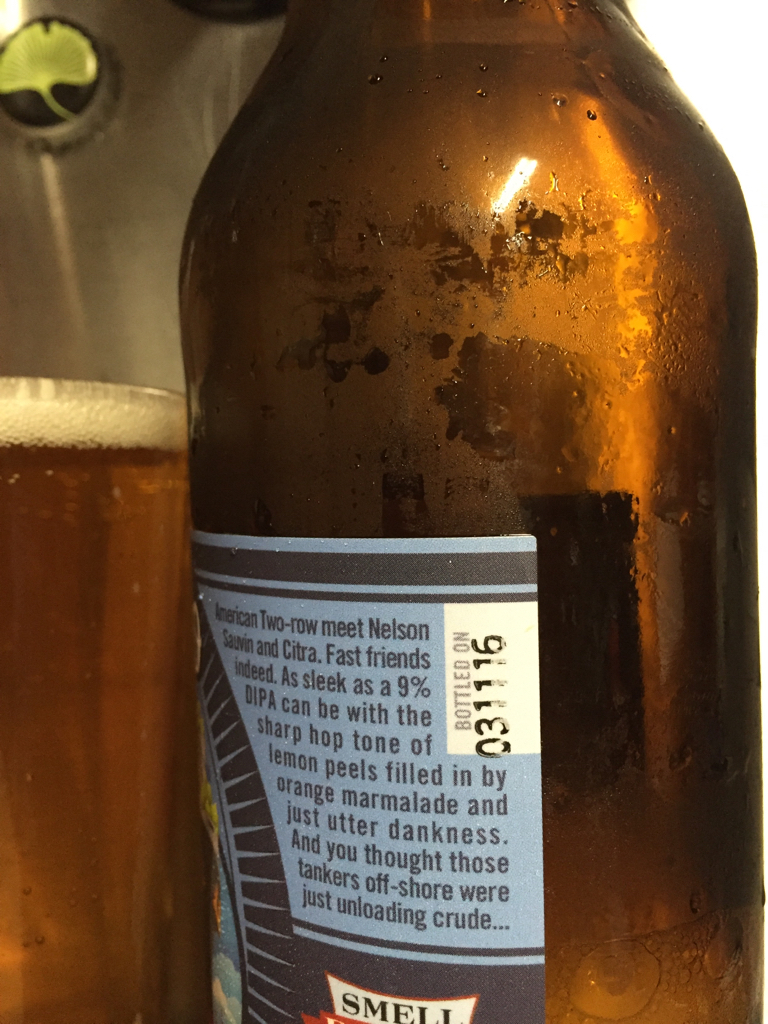 American Two-row meet Nelson
Sauvin and Citra. Fast friends
indeed. As sleek as a 9%
DIPA can be with the
sharp hop tone of
lemon peels filled in by
orange marmalade and
just utter dankness.
And you thought those
tankers off-shore were
just unloading crude...
BOTTLED ON
031116
SMELL